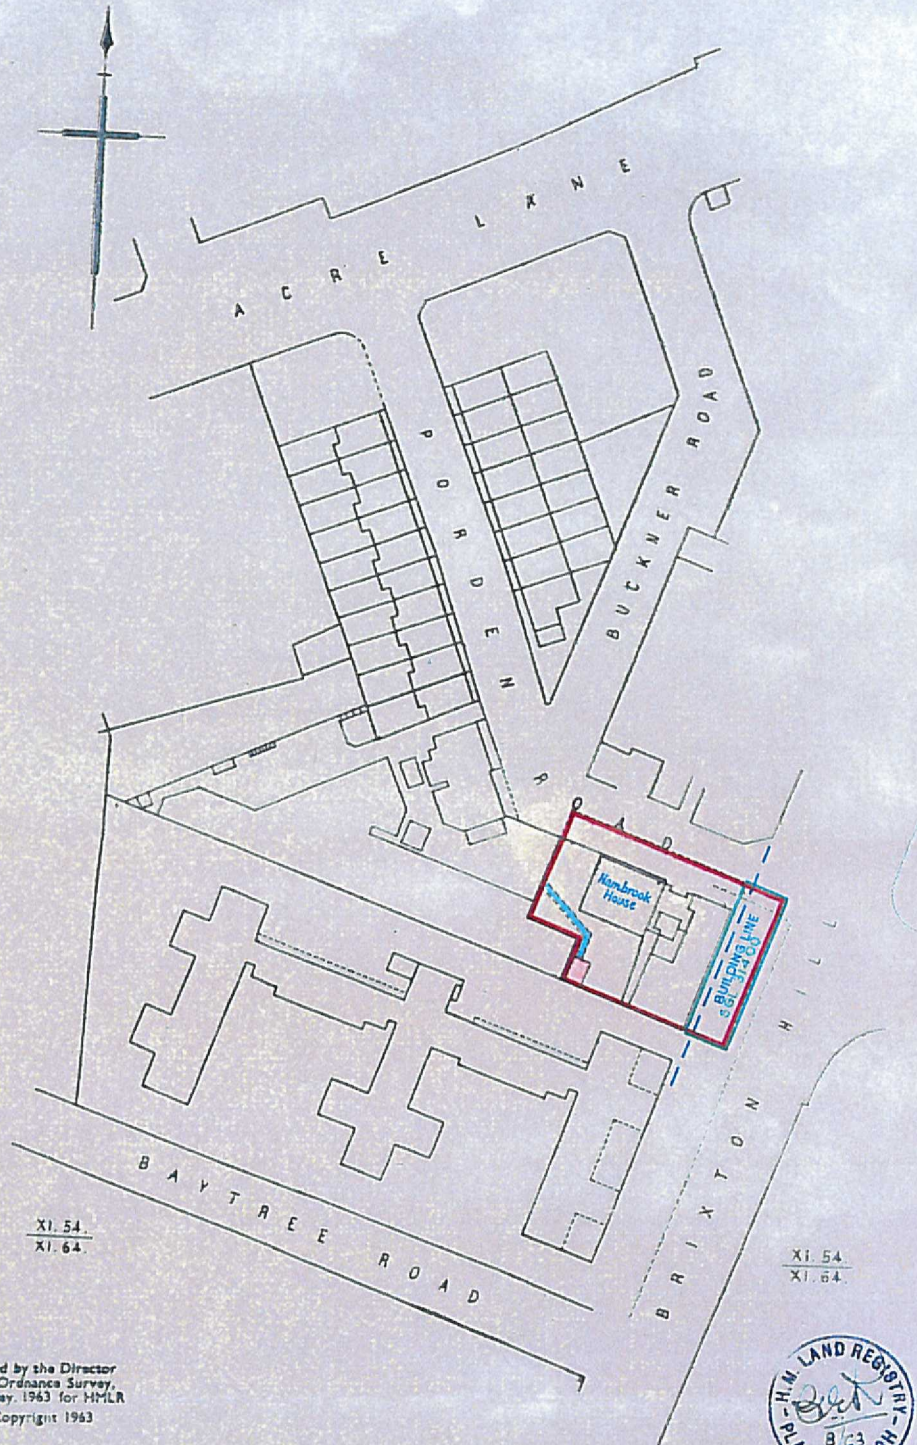 ACRE LANE
PORDEN ROAD
BUCKNER ROAD
Hambrook
House
BUILDING LINE
BRIXTON HILL
BAYTREE ROAD
XI. 54.
XI. 64.
XI. 54
XI. 64.
d by the Director
Ordnance Survey,
ay. 1963 for HMLR
Copyright 1963
H.M. LAND REGISTRY